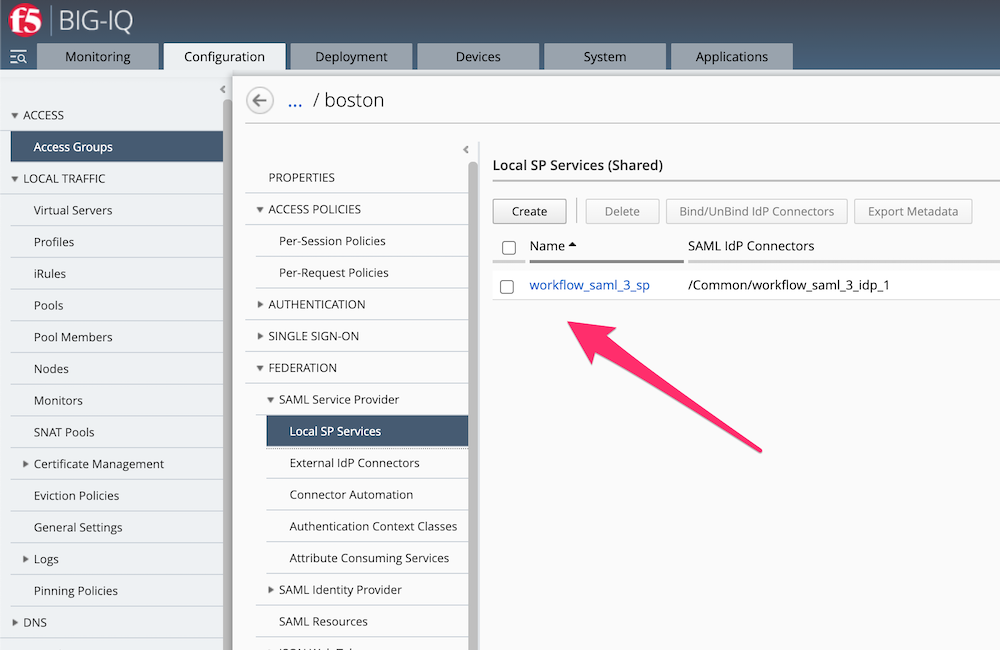 f5 BIG-IQ
Monitoring Configuration Deployment Devices System Applications
ACCESS
Access Groups
LOCAL TRAFFIC
Virtual Servers
Profiles
iRules
Pools
Pool Members
Nodes
Monitors
SNAT Pools
Certificate Management
Eviction Policies
General Settings
Logs
Pinning Policies
DNS
... / boston
PROPERTIES
ACCESS POLICIES
Per-Session Policies
Per-Request Policies
AUTHENTICATION
SINGLE SIGN-ON
FEDERATION
SAML Service Provider
Local SP Services
External IdP Connectors
Connector Automation
Authentication Context Classes
Attribute Consuming Services
SAML Identity Provider
SAML Resources
Local SP Services (Shared)
Create Delete Bind/UnBind IdP Connectors Export Metadata
Name SAML IdP Connectors
workflow_saml_3_sp /Common/workflow_saml_3_idp_1